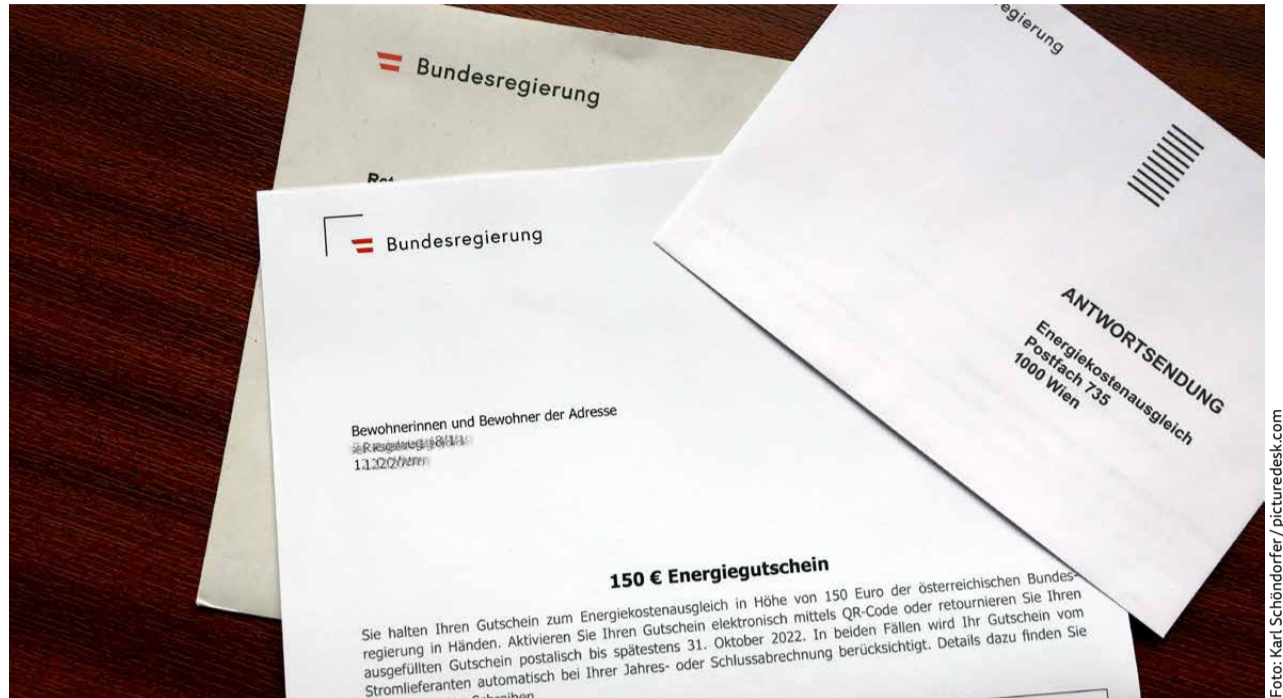 Bundesregierung
egierung
Bundesregierung
ANTWORTSENDUNG
Energiekostenausgleich
Postfach 735
1000 Wien
Bewohnerinnen und Bewohner der Adresse
150 € Energiegutschein
Sie halten Ihren Gutschein zum Energiekostenausgleich in Höhe von 150 Euro der österreichischen Bundes-
regierung in Händen. Aktivieren Sie Ihren Gutschein elektronisch mittels QR-Code oder retournieren Sie Ihren
ausgefüllten Gutschein postalisch bis spätestens 31. Oktober 2022. In beiden Fällen wird Ihr Gutschein vom
Stromlieferanten automatisch bei Ihrer Jahres- oder Schlussabrechnung berücksichtigt. Details dazu finden Sie
Schreiben
Foto: Karl Schöndorfer / picturedesk.com